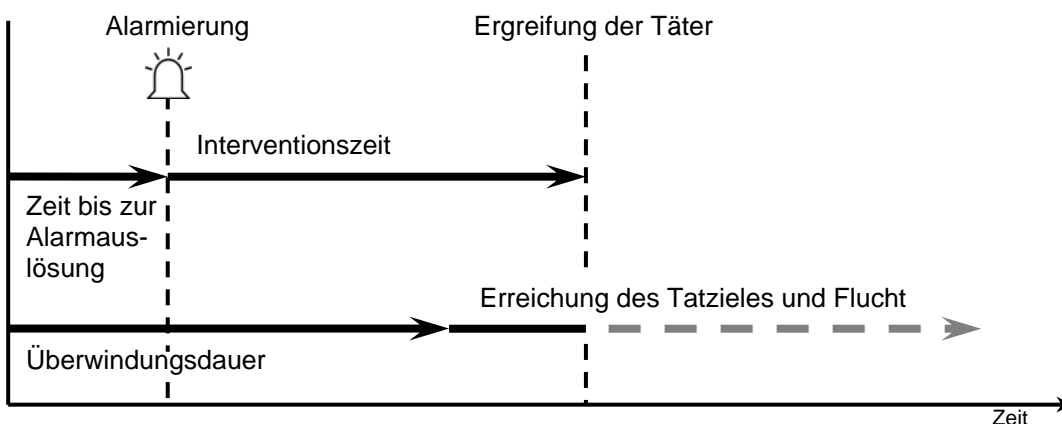 Alarmierung
Ergreifung der Täter
Interventionszeit
Zeit bis zur
Alarmaus-
lösung
Erreichung des Tatzieles und Flucht
Überwindungsdauer
Zeit